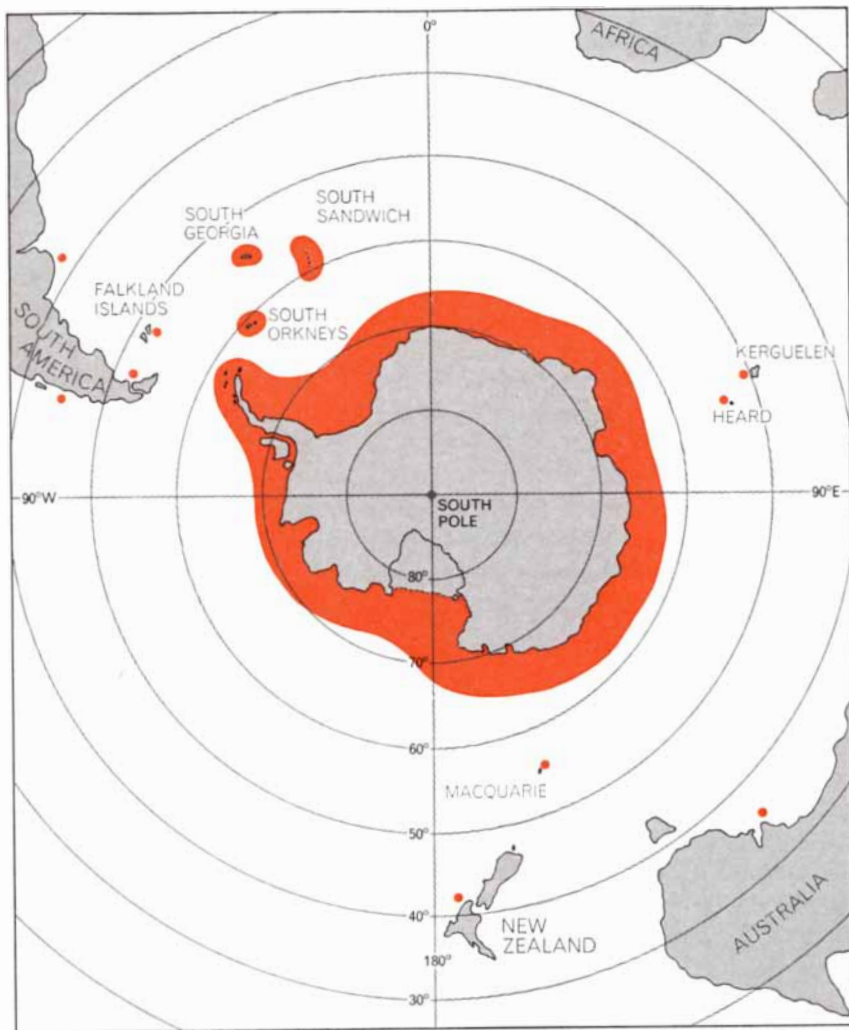 0°
AFRICA
SOUTH
SANDWICH
SOUTH
GEORGIA
FALKLAND
ISLANDS
SOUTH
ORKNEYS
SOUTH
AMERICA
KERGUELEN
HEARD
90°W
90°E
SOUTH
POLE
80°
70°
60°
MACQUARIE
50°
AUSTRALIA
40°
NEW
ZEALAND
180°
30°